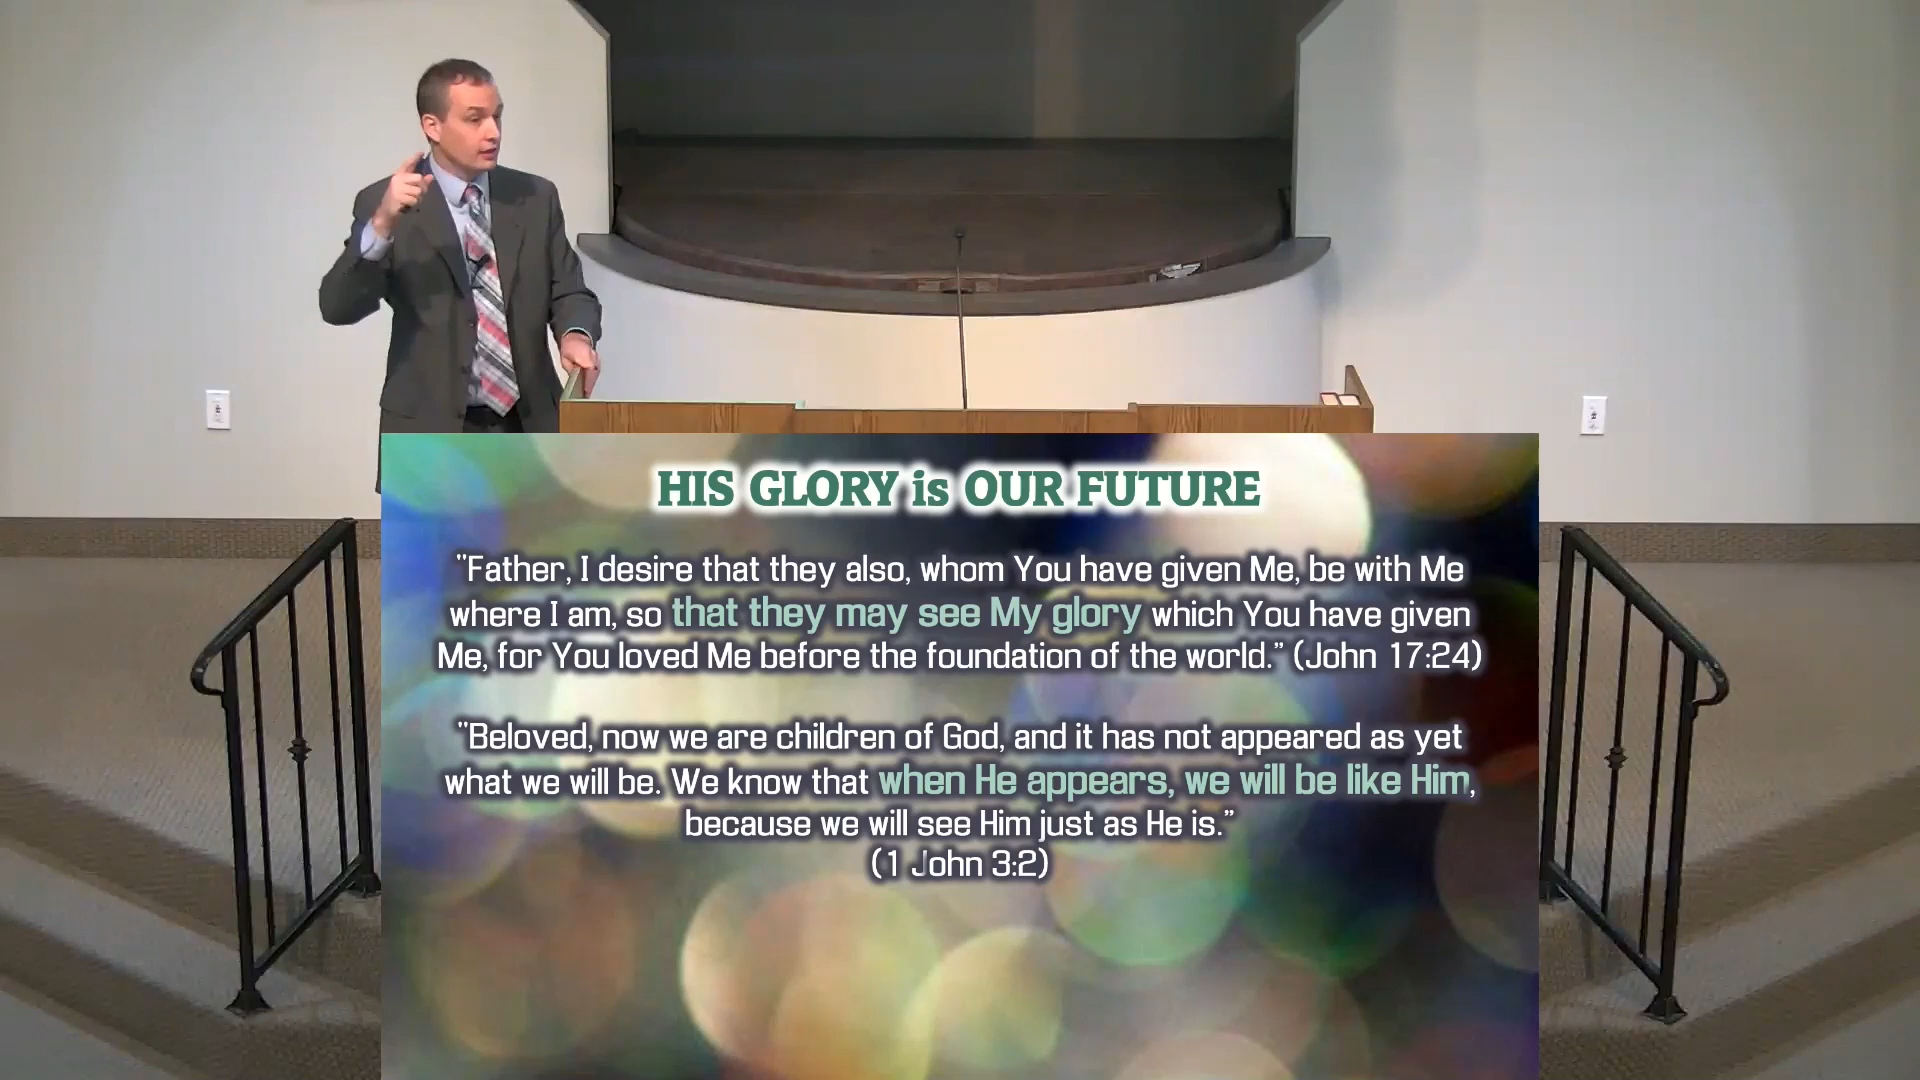 HIS GLORY is OUR FUTURE
"Father, I desire that they also, whom You have given Me, be with Me
where I am, so that they may see My glory which You have given
Me, for You loved Me before the foundation of the world." (John 17:24)
"Beloved, now we are children of God, and it has not appeared as yet
what we will be. We know that when He appears, we will be like Him,
because we will see Him just as He is."
(1 John 3:2)